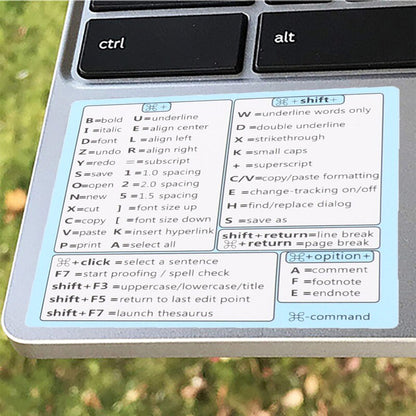 ctrl
alt
⌘ +
B=bold U=underline
I =italic E =align center
D=font L =align left
Z=undo R =align right
Y=redo = =subscript
S=save 1 =1.0 spacing
O=open 2 =2.0 spacing
N=new 5 =1.5 spacing
X=cut ] =font size up
C=copy [ =font size down
V=paste K =insert hyperlink
P=print A =select all
⌘ +shift+
W =underline words only
D =double underline
X =strikethrough
K =small caps
+ =superscript
C/V=copy/paste formatting
E =change-tracking on/off
H =find/replace dialog
S =save as
shift+return=line break
⌘+return =page break
⌘+click =select a sentence
F7 =start proofing / spell check
shift+F3 =uppercase/lowercase/title
shift+F5 =return to last edit point
shift+F7 =launch thesaurus
⌘+opition+
A =comment
F =footnote
E =endnote
⌘-command